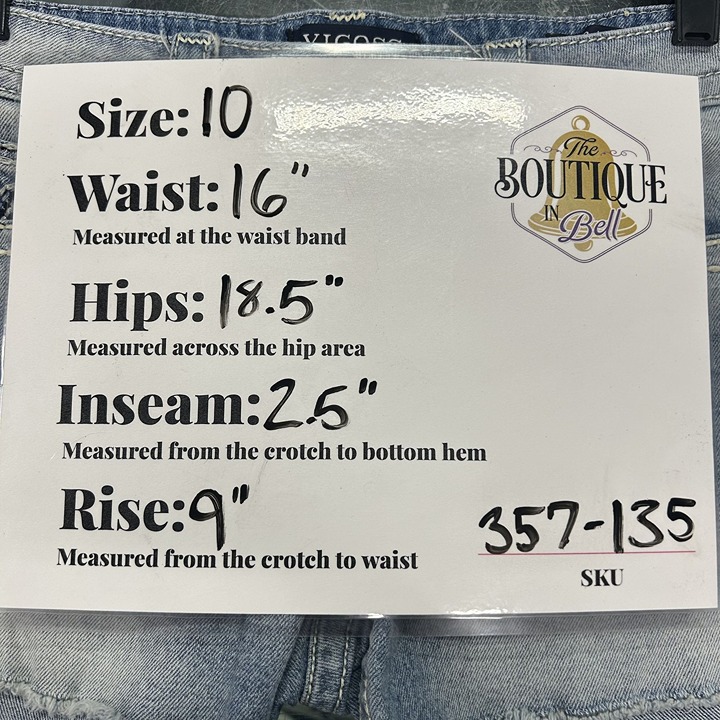 VIGOSS
Size: 10
The
BOUTIQUE
IN
Bell
Waist: 16"
Measured at the waist band
Hips: 18.5"
Measured across the hip area
Inseam: 2.5"
Measured from the crotch to bottom hem
Rise: 9"
Measured from the crotch to waist
357-135
SKU